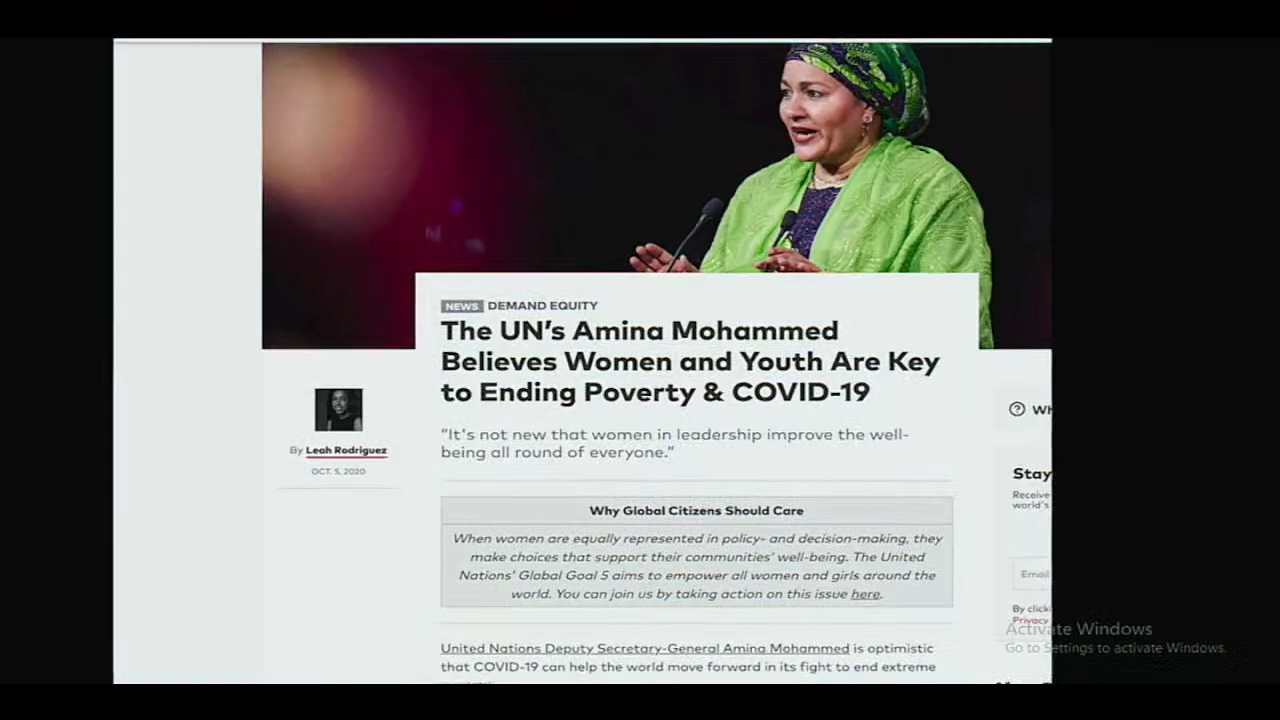 NEWS DEMAND EQUITY
The UN's Amina Mohammed
Believes Women and Youth Are Key
to Ending Poverty & COVID-19
"It's not new that women in leadership improve the well-
being all round of everyone."
By Leah Rodriguez
OCT. 5, 2020
Why Global Citizens Should Care
When women are equally represented in policy- and decision-making, they
make choices that support their communities' well-being. The United
Nations' Global Goal 5 aims to empower all women and girls around the
world. You can join us by taking action on this issue here.
United Nations Deputy Secretary-General Amina Mohammed is optimistic
that COVID-19 can help the world move forward in its fight to end extreme
Stay
Receive
world's
Email
By click
Privacy
Activate Windows
Go to Settings to activate Windows.